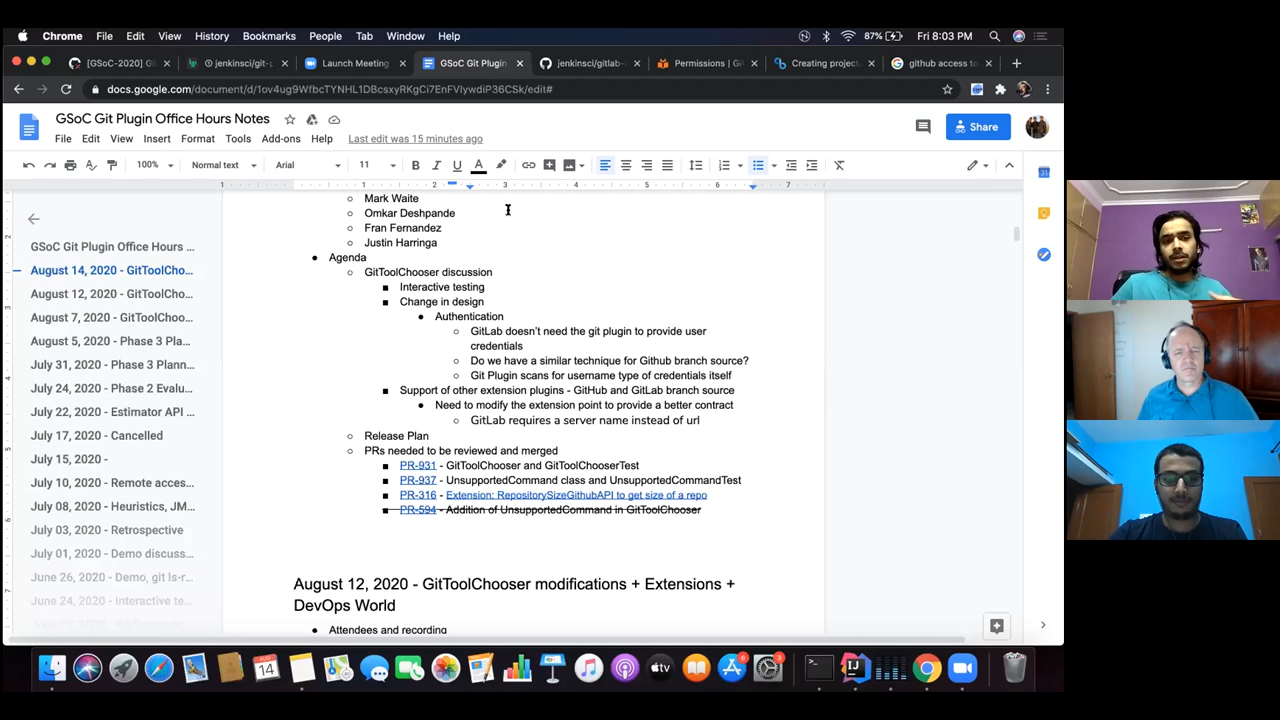 Chrome File Edit View History Bookmarks People Tab Window Help 87% Fri 8:03 PM
[GSoC-2020] Gi jenkinsci/git-p Launch Meeting GSoC Git Plugin jenkinsci/gitlab- Permissions | Git Creating project github access to
docs.google.com/document/d/1ov4ug9WfbcTYNHL1DBcsxyRKgCi7EnFVIywdiP36CSk/edit#
GSoC Git Plugin Office Hours Notes
Share
File Edit View Insert Format Tools Add-ons Help Last edit was 15 minutes ago
100% Normal text Arial 11 B I U A
1 1 2 3 4 5 6 7
GSoC Git Plugin Office Hours ...
August 14, 2020 - GitToolCho...
August 12, 2020 - GitToolCho...
August 7, 2020 - GitToolChoo...
August 5, 2020 - Phase 3 Pla...
July 31, 2020 - Phase 3 Plann...
July 24, 2020 - Phase 2 Evalu...
July 22, 2020 - Estimator API ...
July 17, 2020 - Cancelled
July 15, 2020 -
July 10, 2020 - Remote acces...
July 08, 2020 - Heuristics, JM...
July 03, 2020 - Retrospective
July 01, 2020 - Demo discuss...
June 26, 2020 - Demo, git ls-r...
June 24, 2020 - Interactive te...
Mark Waite
Omkar Deshpande
Fran Fernandez
Justin Harringa
Agenda
GitToolChooser discussion
Interactive testing
Change in design
Authentication
GitLab doesn't need the git plugin to provide user
credentials
Do we have a similar technique for Github branch source?
Git Plugin scans for username type of credentials itself
Support of other extension plugins - GitHub and GitLab branch source
Need to modify the extension point to provide a better contract
GitLab requires a server name instead of url
Release Plan
PRs needed to be reviewed and merged
PR-931 - GitToolChooser and GitToolChooserTest
PR-937 - UnsupportedCommand class and UnsupportedCommandTest
PR-316 - Extension: RepositorySizeGithubAPI to get size of a repo
PR-594 - Addition of UnsupportedCommand in GitToolChooser
August 12, 2020 - GitToolChooser modifications + Extensions +
DevOps World
Attendees and recording